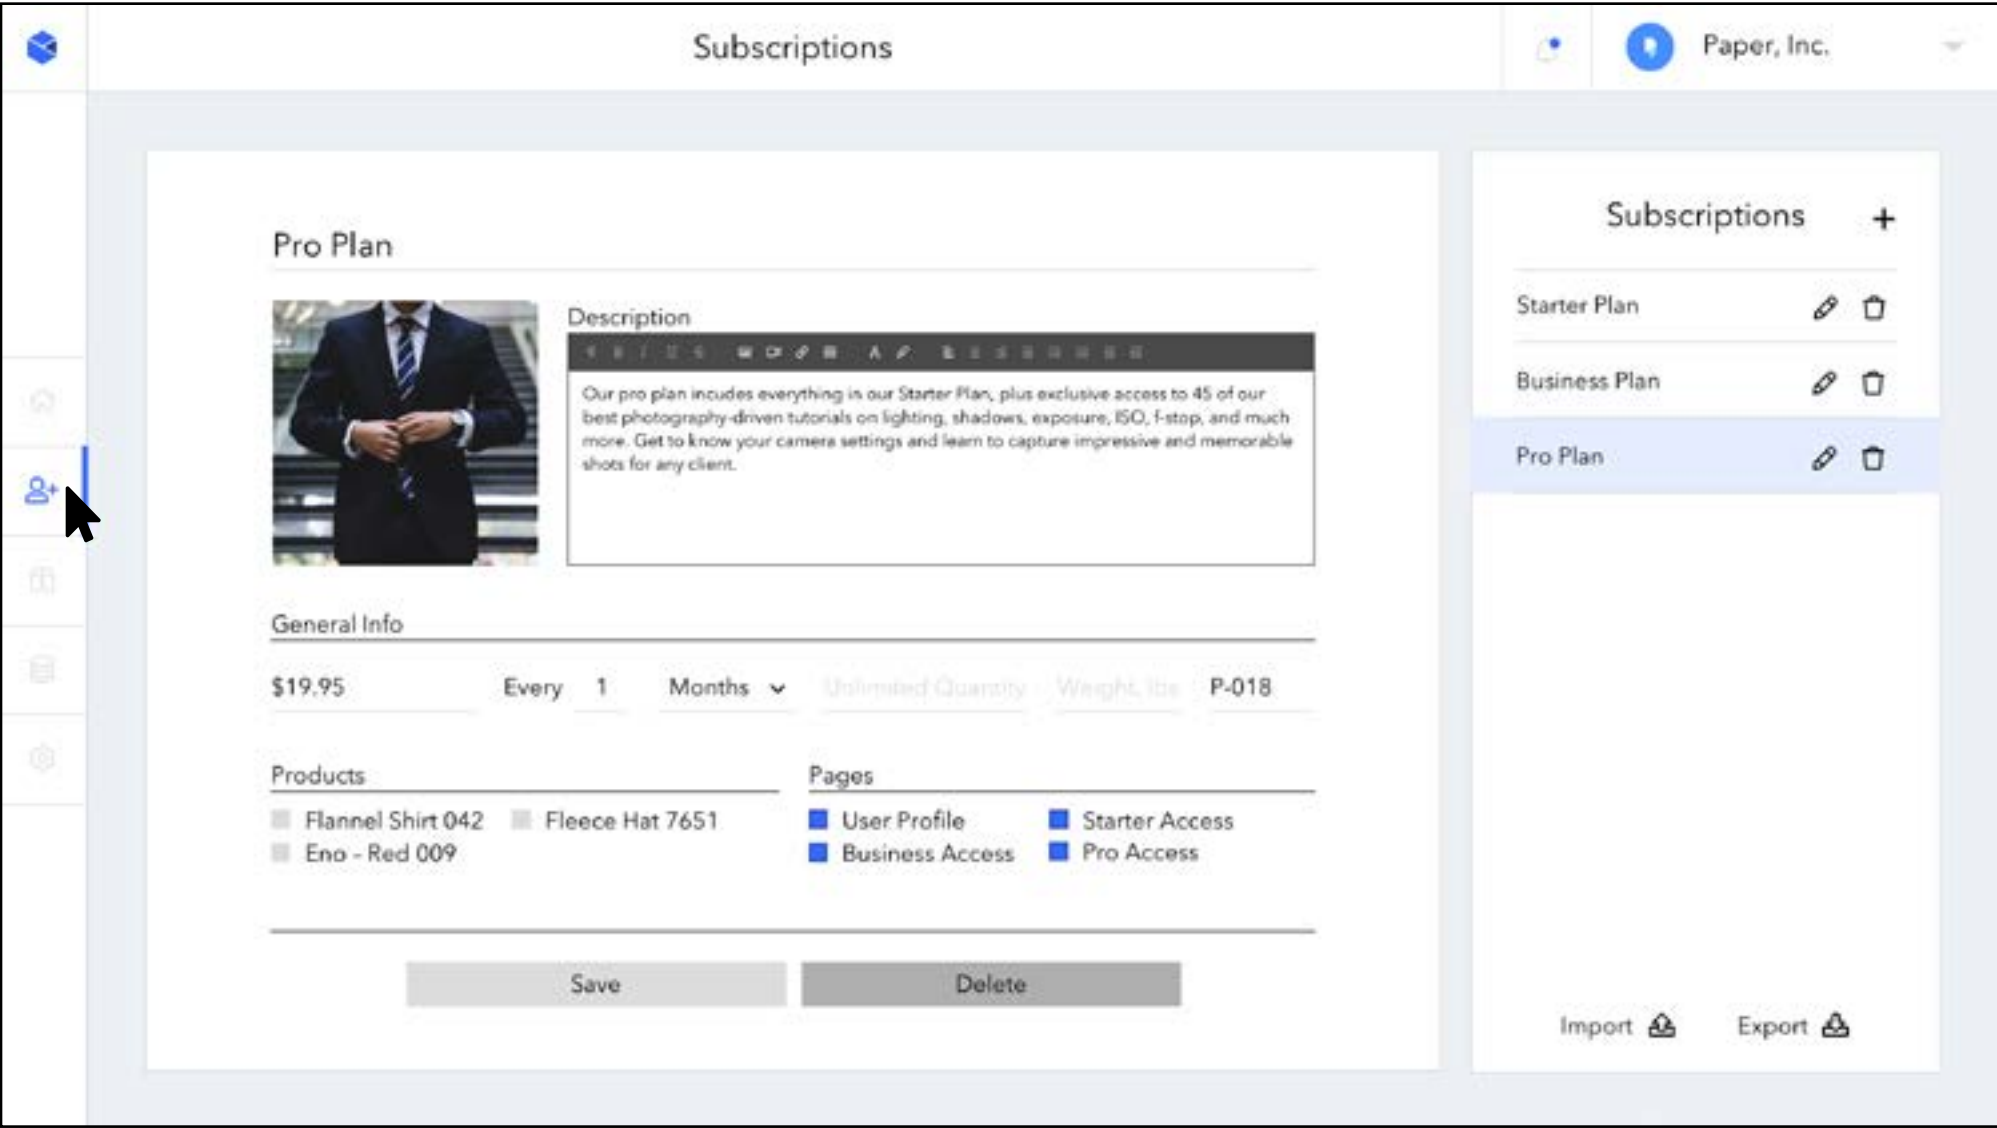 Subscriptions
Paper, Inc.
Pro Plan
Description
Our pro plan incudes everything in our Starter Plan, plus exclusive access to 45 of our
best photography-driven tutorials on lighting, shadows, exposure, ISO, f-stop, and much
more. Get to know your camera settings and learn to capture impressive and memorable
shots for any client.
General Info
$19.95 Every 1 Months Unlimited Quantity Weight, lbs P-018
Products
Flannel Shirt 042 Fleece Hat 7651
Eno - Red 009
Pages
User Profile Starter Access
Business Access Pro Access
Save Delete
Subscriptions +
Starter Plan
Business Plan
Pro Plan
Import Export